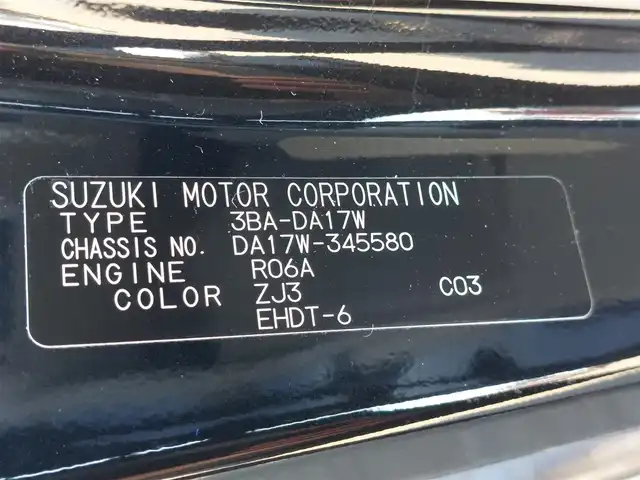 SUZUKI MOTOR CORPORATION
TYPE 3BA-DA17W
CHASSIS NO. DA17W-345580
ENGINE R06A
COLOR ZJ3 C03
EHDT-6